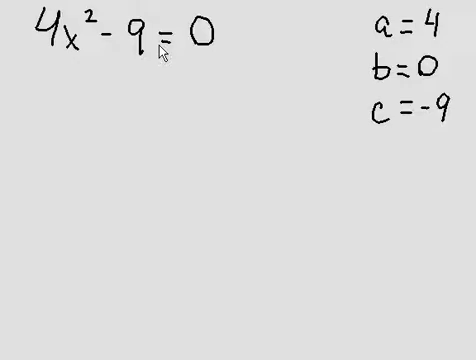 4x² - 9 = 0
a = 4
b = 0
c = -9